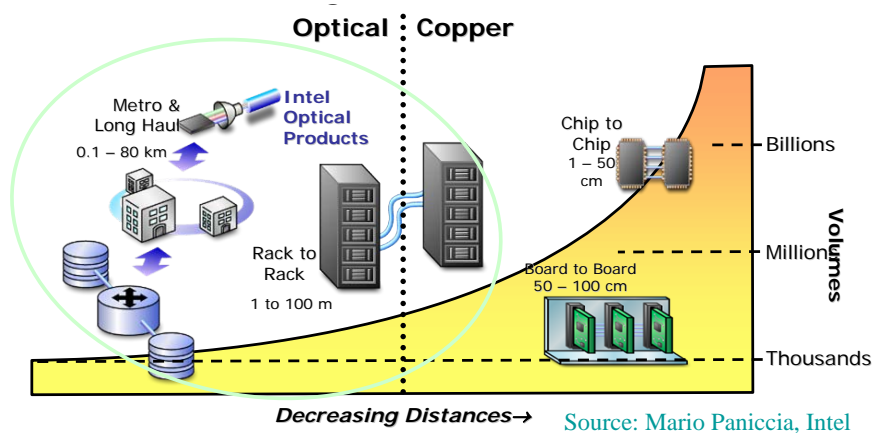 Optical Copper
Metro &
Long Haul
0.1 – 80 km
Intel
Optical
Products
Rack to
Rack
1 to 100 m
Chip to
Chip
1 – 50
cm
Board to Board
50 – 100 cm
Billions
Million
Thousands
Volumes
Decreasing Distances→
Source: Mario Paniccia, Intel